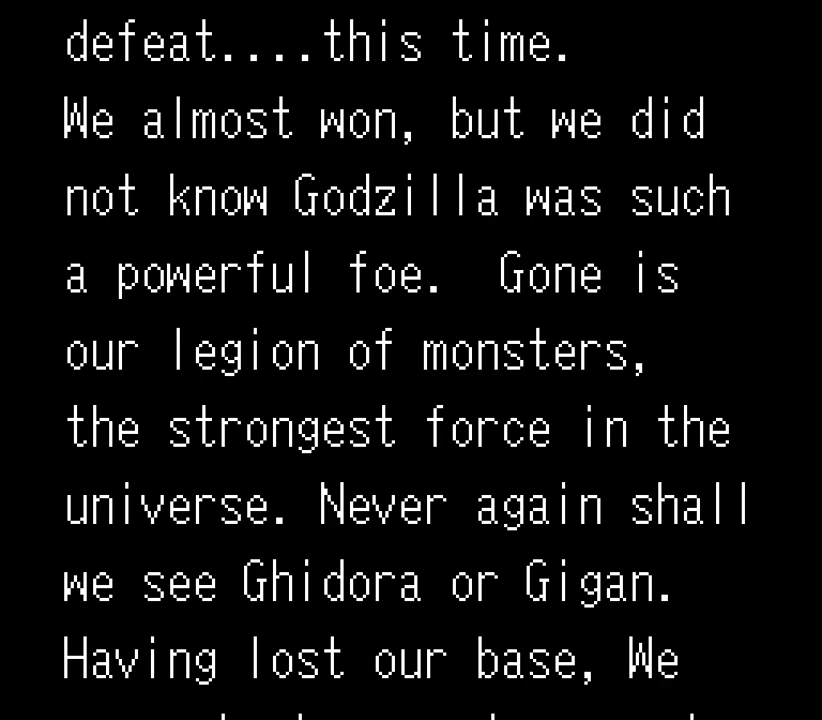 defeat....this time.
We almost won, but we did
not know Godzilla was such
a powerful foe.  Gone is
our legion of monsters,
the strongest force in the
universe. Never again shall
we see Ghidora or Gigan.
Having lost our base, We